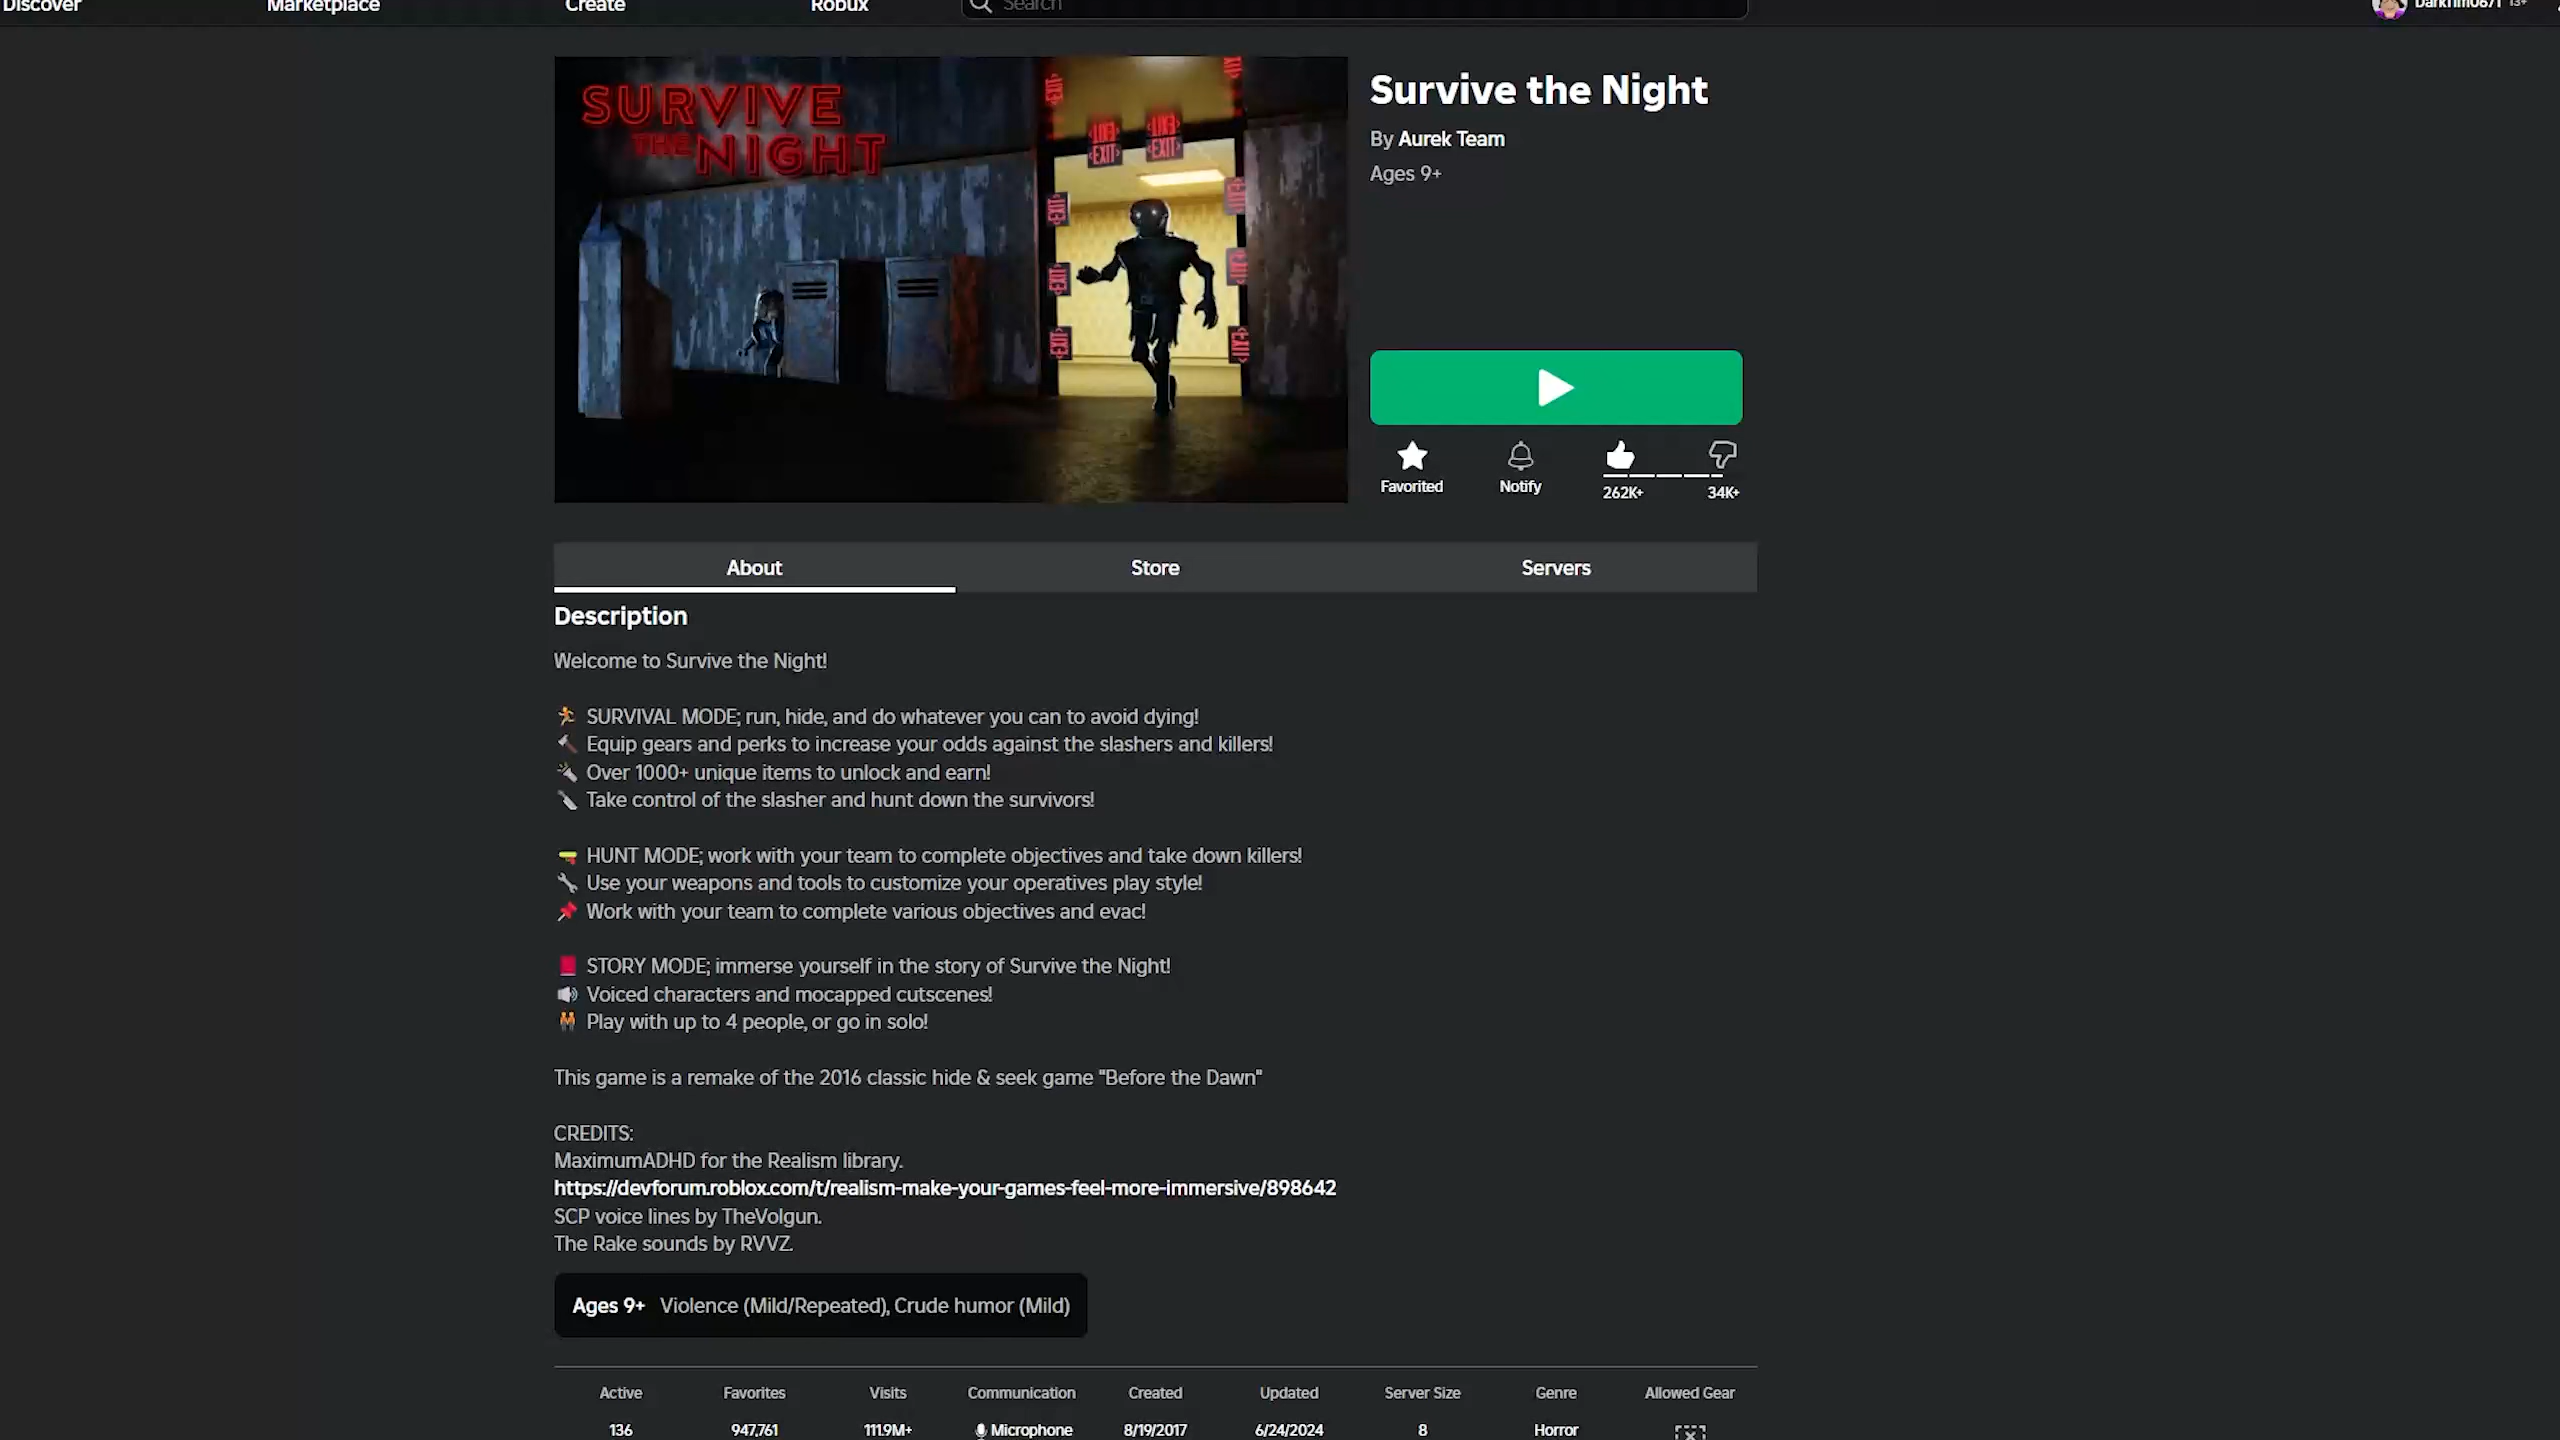 Discover Marketplace Create Robux Search DarkTim0671 13+
SURVIVE
THE NIGHT
EXIT EXIT
EXIT
EXIT
EXIT
Survive the Night
By Aurek Team
Ages 9+
Favorited Notify 262K+ 34K+
About Store Servers
Description
Welcome to Survive the Night!
SURVIVAL MODE; run, hide, and do whatever you can to avoid dying!
Equip gears and perks to increase your odds against the slashers and killers!
Over 1000+ unique items to unlock and earn!
Take control of the slasher and hunt down the survivors!
HUNT MODE; work with your team to complete objectives and take down killers!
Use your weapons and tools to customize your operatives play style!
Work with your team to complete various objectives and evac!
STORY MODE; immerse yourself in the story of Survive the Night!
Voiced characters and mocapped cutscenes!
Play with up to 4 people, or go in solo!
This game is a remake of the 2016 classic hide & seek game "Before the Dawn"
CREDITS:
MaximumADHD for the Realism library.
https://devforum.roblox.com/t/realism-make-your-games-feel-more-immersive/898642
SCP voice lines by TheVolgun.
The Rake sounds by RVVZ.
Ages 9+ Violence (Mild/Repeated), Crude humor (Mild)
Active Favorites Visits Communication Created Updated Server Size Genre Allowed Gear
136 947,761 111.9M+ Microphone 8/19/2017 6/24/2024 8 Horror